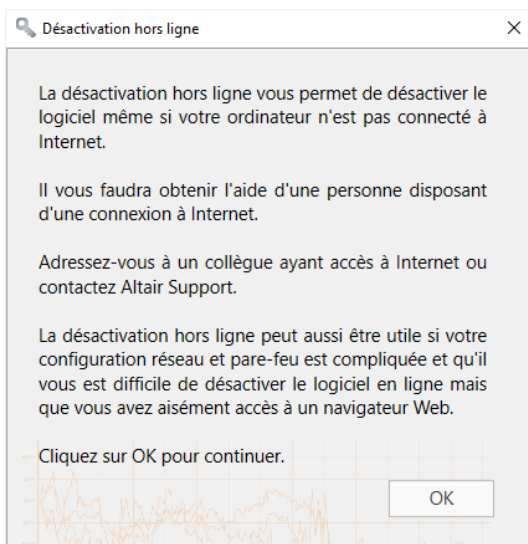 Désactivation hors ligne
La désactivation hors ligne vous permet de désactiver le
logiciel même si votre ordinateur n'est pas connecté à
Internet.
Il vous faudra obtenir l'aide d'une personne disposant
d'une connexion à Internet.
Adressez-vous à un collègue ayant accès à Internet ou
contactez Altair Support.
La désactivation hors ligne peut aussi être utile si votre
configuration réseau et pare-feu est compliquée et qu'il
vous est difficile de désactiver le logiciel en ligne mais
que vous avez aisément accès à un navigateur Web.
Cliquez sur OK pour continuer.
OK